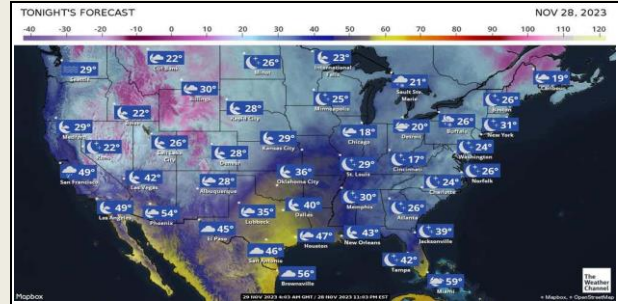 TONIGHT'S FORECAST NOV 28, 2023
-40 -30 -20 -10 0 10 20 30 40 50 60 70 80 90 100 110 120
22°
Cut Bank
26°
Minot
23°
International Falls
29°
Seattle
30°
Billings
25°
Minneapolis
21°
Sault Ste. Marie
19°
Caribou
22°
Boise
28°
Rapid City
26°
Boston
29°
Medford
26°
Salt Lake City
29°
Kansas City
18°
Chicago
20°
Detroit
26°
Buffalo
31°
New York
22°
Reno
28°
Denver
24°
Washington
49°
San Francisco
42°
Las Vegas
28°
Albuquerque
36°
Oklahoma City
29°
St. Louis
17°
Cincinnati
26°
Norfolk
24°
Charlotte
49°
Los Angeles
54°
Phoenix
35°
Lubbock
40°
Dallas
30°
Memphis
26°
Atlanta
45°
El Paso
47°
Houston
43°
New Orleans
39°
Jacksonville
46°
San Antonio
42°
Tampa
56°
Brownsville
59°
Miami
The
Weather
Channel
29 NOV 2023 4:03 AM GMT / 28 NOV 2023 11:03 PM EST
Mapbox
© Mapbox, © OpenStreetMap